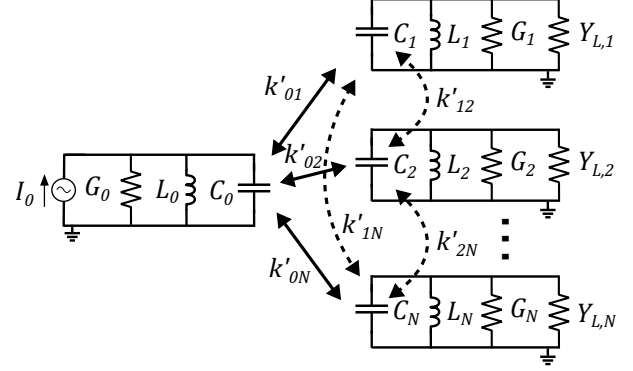 C1 L1 G1 YL,1
k'01
k'12
k'02
C2 L2 G2 YL,2
I0 G0 L0 C0
k'1N
k'2N
k'0N
CN LN GN YL,N